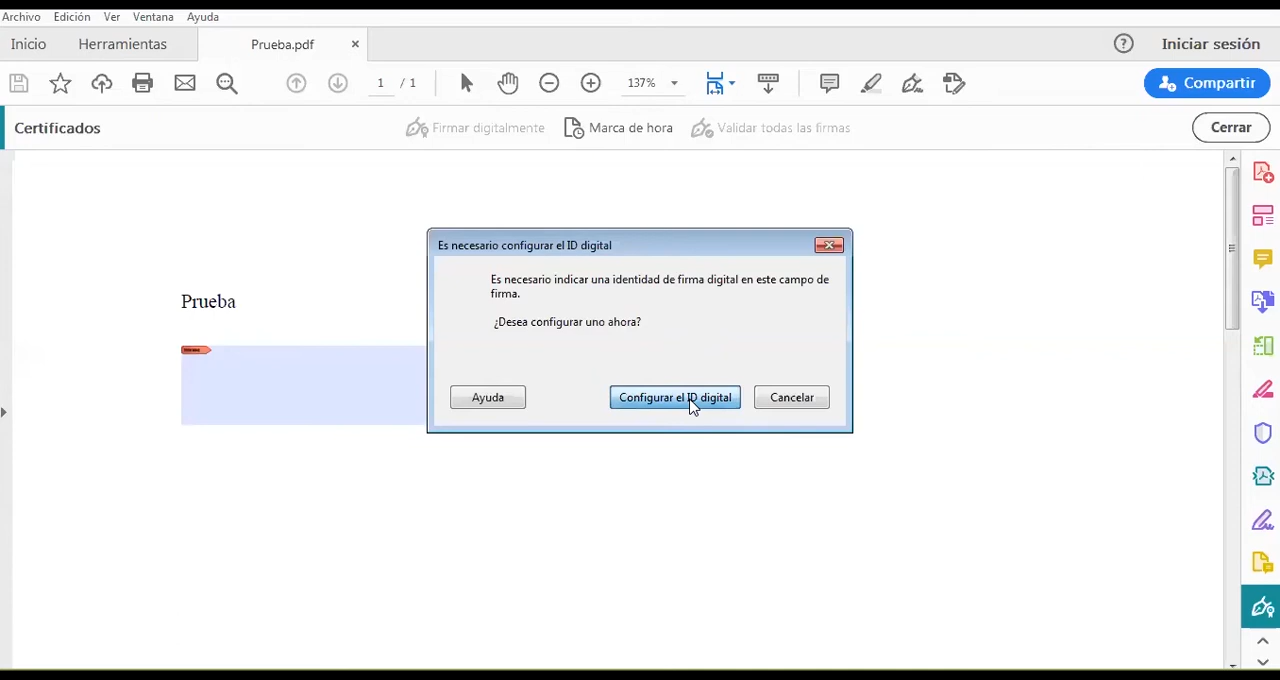 Archivo Edición Ver Ventana Ayuda
Inicio Herramientas Prueba.pdf Iniciar sesión
1 / 1 137% Compartir
Certificados Firmar digitalmente Marca de hora Validar todas las firmas Cerrar
Es necesario configurar el ID digital
Es necesario indicar una identidad de firma digital en este campo de
firma.
¿Desea configurar uno ahora?
Prueba
Ayuda Configurar el ID digital Cancelar